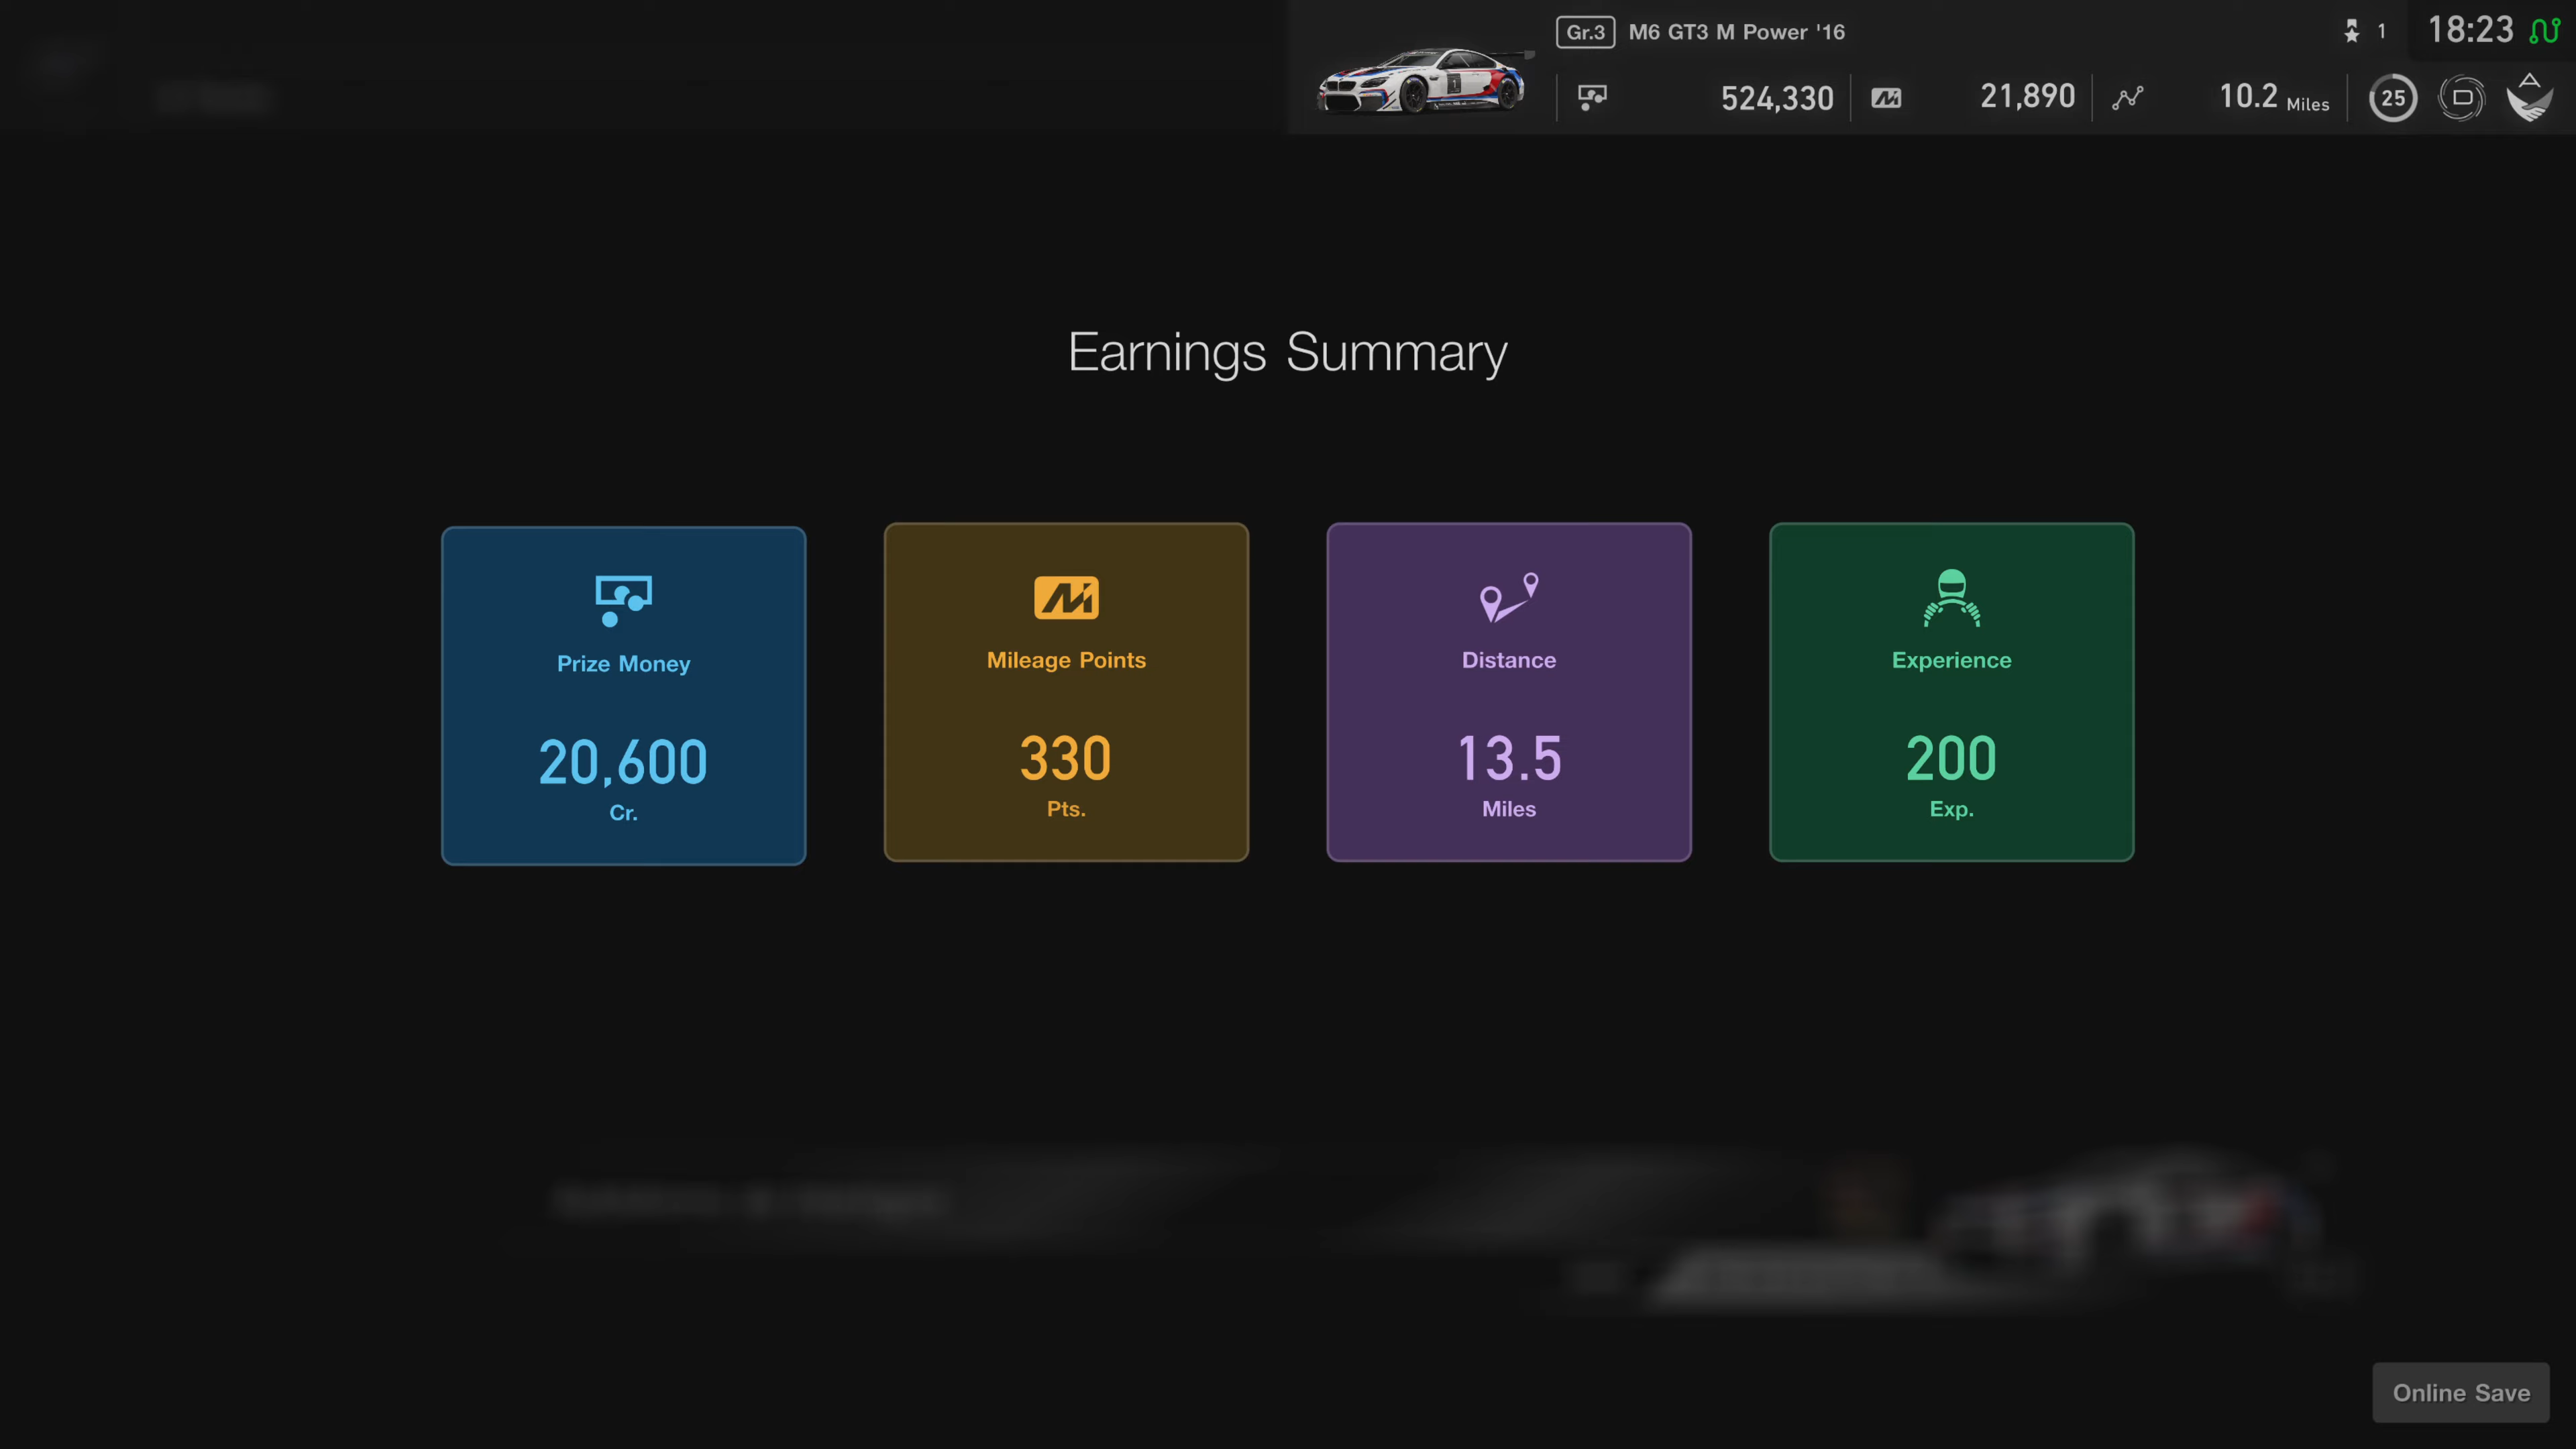 Gr.3 M6 GT3 M Power '16
1
18:23
524,330
21,890
10.2 Miles
25
D
A
Earnings Summary
Prize Money
20,600
Cr.
Mileage Points
330
Pts.
Distance
13.5
Miles
Experience
200
Exp.
Online Save